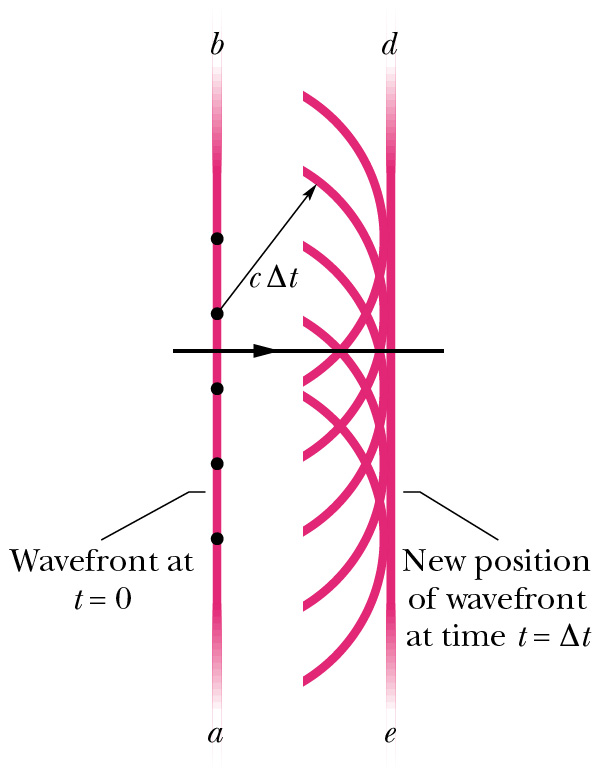 b
d
c Δt
Wavefront at
t = 0
New position
of wavefront
at time t = Δt
a
e